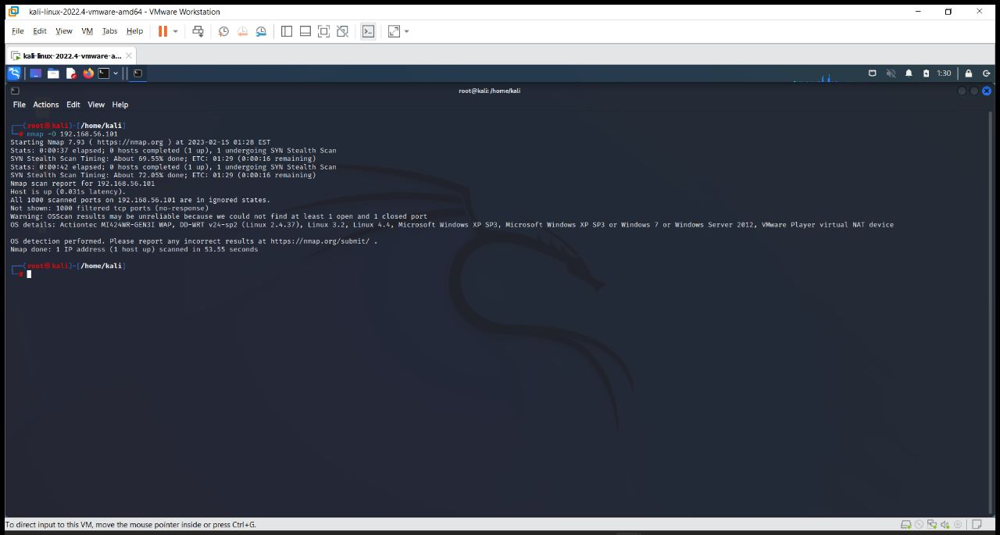 kali-linux-2022.4-vmware-amd64 - VMware Workstation
File Edit View VM Tabs Help
kali-linux-2022.4-vmware-a...
1:30
root@kali: /home/kali
File Actions Edit View Help
┌──(root㉿kali)-[/home/kali]
└─# nmap -O 192.168.56.101
Starting Nmap 7.93 ( https://nmap.org ) at 2023-02-15 01:28 EST
Stats: 0:00:37 elapsed; 0 hosts completed (1 up), 1 undergoing SYN Stealth Scan
SYN Stealth Scan Timing: About 69.55% done; ETC: 01:29 (0:00:16 remaining)
Stats: 0:00:42 elapsed; 0 hosts completed (1 up), 1 undergoing SYN Stealth Scan
SYN Stealth Scan Timing: About 72.05% done; ETC: 01:29 (0:00:16 remaining)
Nmap scan report for 192.168.56.101
Host is up (0.031s latency).
All 1000 scanned ports on 192.168.56.101 are in ignored states.
Not shown: 1000 filtered tcp ports (no-response)
Warning: OSScan results may be unreliable because we could not find at least 1 open and 1 closed port
OS details: Actiontec MI424WR-GEN3I WAP, DD-WRT v24-sp2 (Linux 2.4.37), Linux 3.2, Linux 4.4, Microsoft Windows XP SP3, Microsoft Windows XP SP3 or Windows 7 or Windows Server 2012, VMware Player virtual NAT device
OS detection performed. Please report any incorrect results at https://nmap.org/submit/ .
Nmap done: 1 IP address (1 host up) scanned in 53.55 seconds
┌──(root㉿kali)-[/home/kali]
└─#
To direct input to this VM, move the mouse pointer inside or press Ctrl+G.